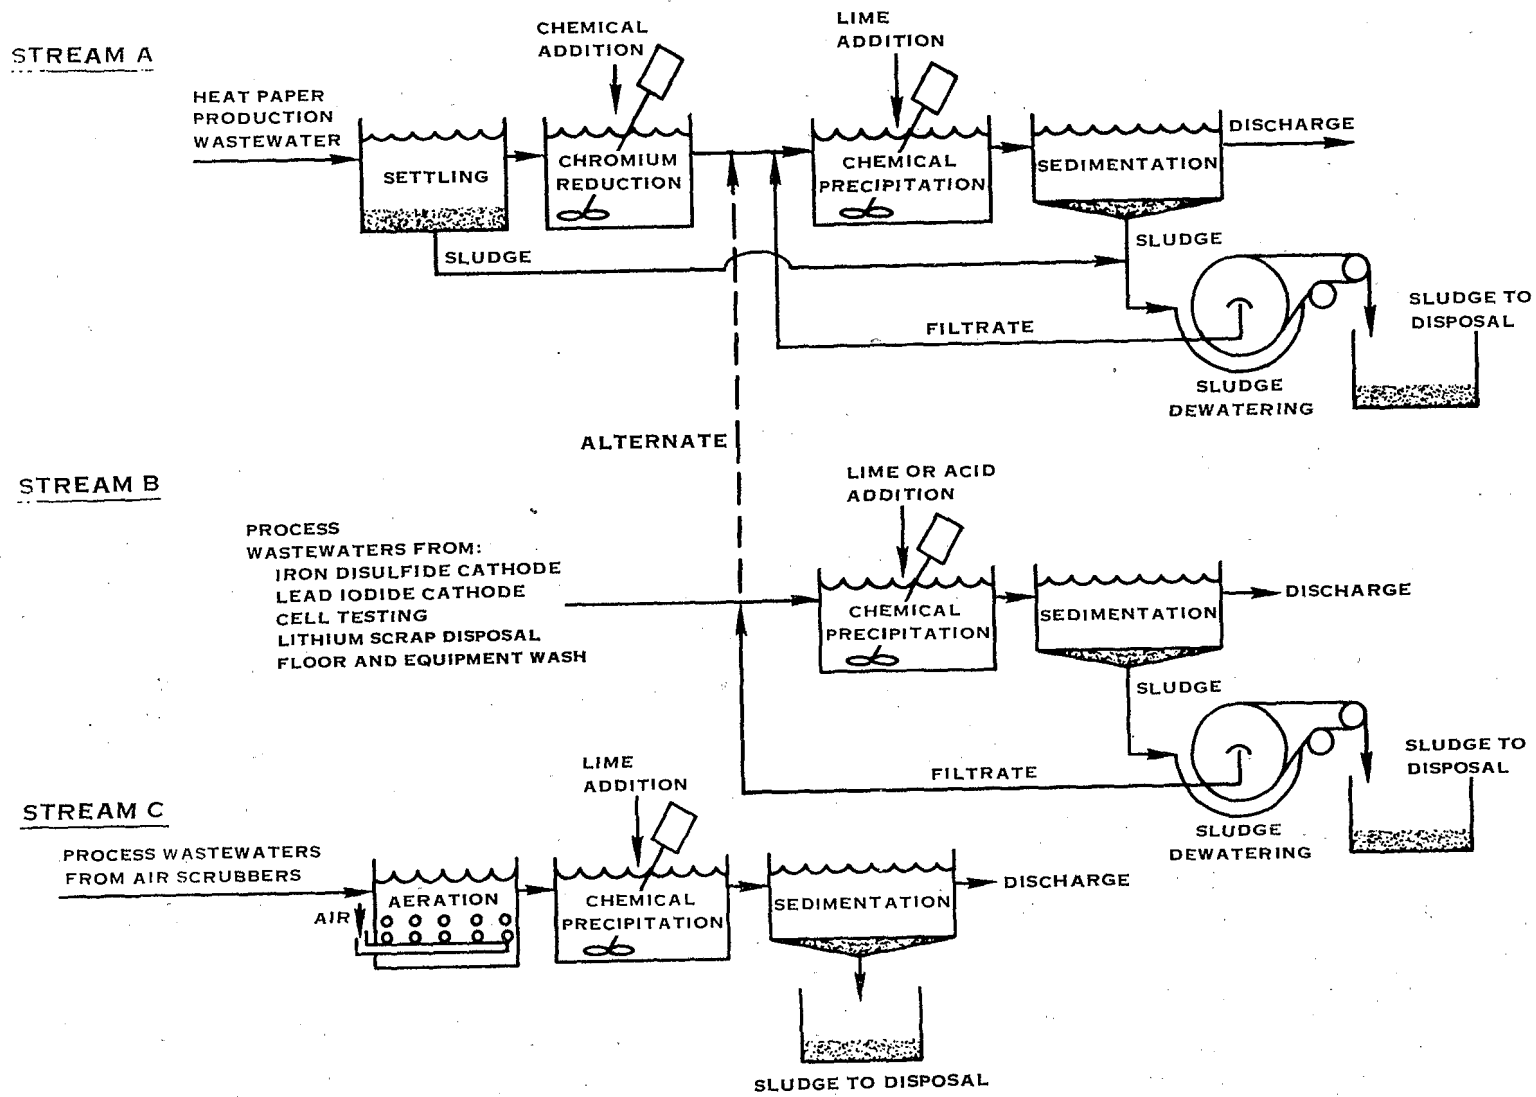 STREAM A
HEAT PAPER
PRODUCTION
WASTEWATER
SETTLING
CHEMICAL
ADDITION
CHROMIUM
REDUCTION
LIME
ADDITION
CHEMICAL
PRECIPITATION
SEDIMENTATION
DISCHARGE
SLUDGE
SLUDGE
FILTRATE
SLUDGE
DEWATERING
SLUDGE TO
DISPOSAL
ALTERNATE
STREAM B
PROCESS
WASTEWATERS FROM:
IRON DISULFIDE CATHODE
LEAD IODIDE CATHODE
CELL TESTING
LITHIUM SCRAP DISPOSAL
FLOOR AND EQUIPMENT WASH
LIME OR ACID
ADDITION
CHEMICAL
PRECIPITATION
SEDIMENTATION
DISCHARGE
SLUDGE
FILTRATE
SLUDGE
DEWATERING
SLUDGE TO
DISPOSAL
STREAM C
PROCESS WASTEWATERS
FROM AIR SCRUBBERS
AIR
AERATION
LIME
ADDITION
CHEMICAL
PRECIPITATION
SEDIMENTATION
DISCHARGE
SLUDGE TO DISPOSAL